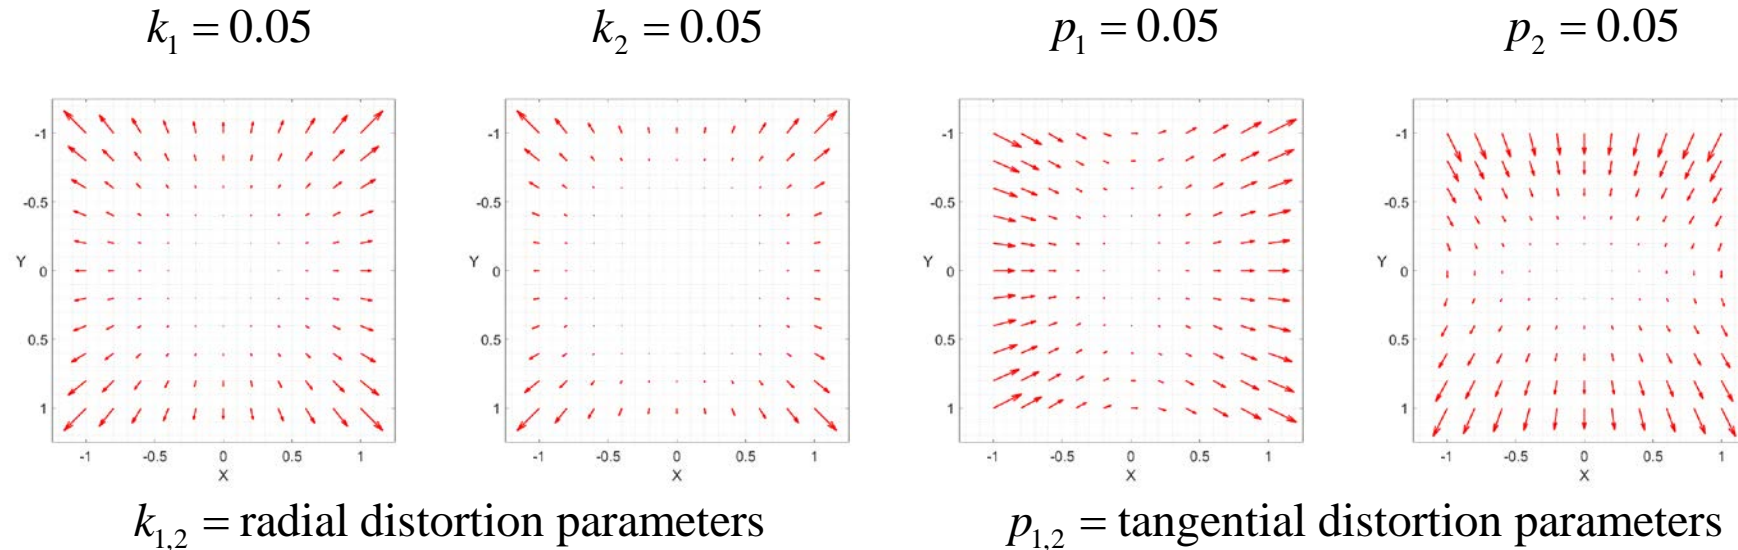 k₁ = 0.05
k₂ = 0.05
p₁ = 0.05
p₂ = 0.05
-1
-0.5
Y 0
0.5
1
-1 -0.5 0 0.5 1
X
-1
-0.5
Y 0
0.5
1
-1 -0.5 0 0.5 1
X
-1
-0.5
Y 0
0.5
1
-1 -0.5 0 0.5 1
X
-1
-0.5
Y 0
0.5
1
-1 -0.5 0 0.5 1
X
k₁,₂ = radial distortion parameters
p₁,₂ = tangential distortion parameters